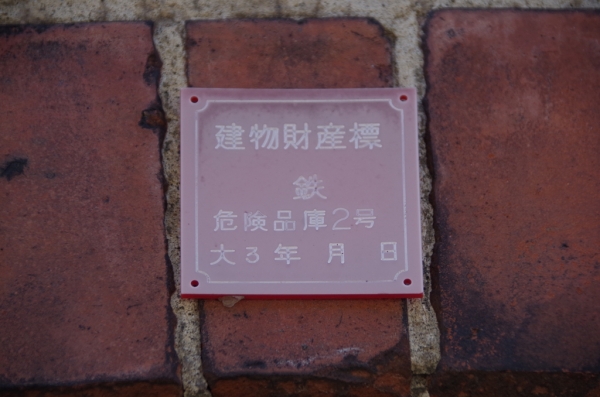 建物財産標
鉄
危険品庫2号
大3年 月 日